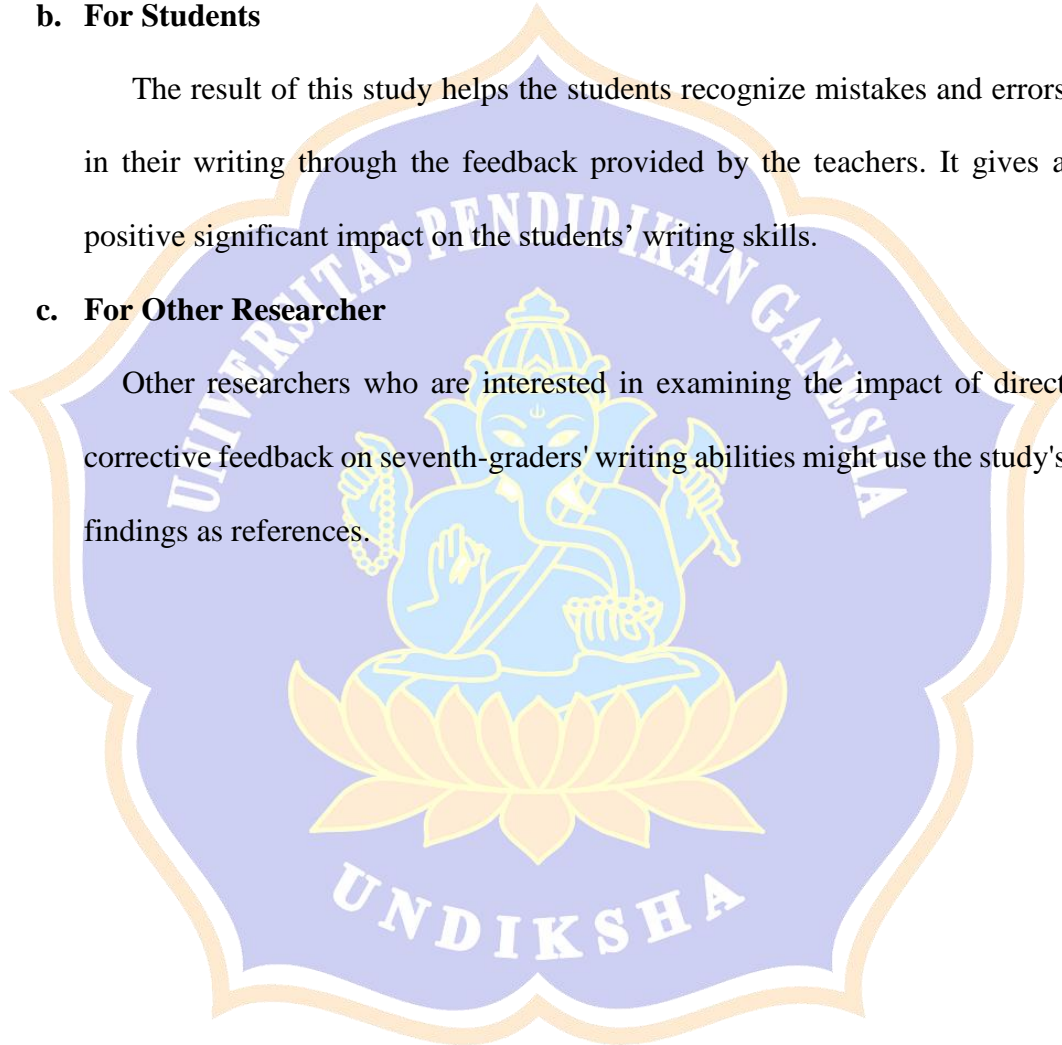 b. For Students
The result of this study helps the students recognize mistakes and errors
in their writing through the feedback provided by the teachers. It gives a
positive significant impact on the students’ writing skills.
UNIVERSITAS PENDIDIKAN GANESHA
c. For Other Researcher
Other researchers who are interested in examining the impact of direct
corrective feedback on seventh-graders' writing abilities might use the study's
findings as references.
UNDIKSHA